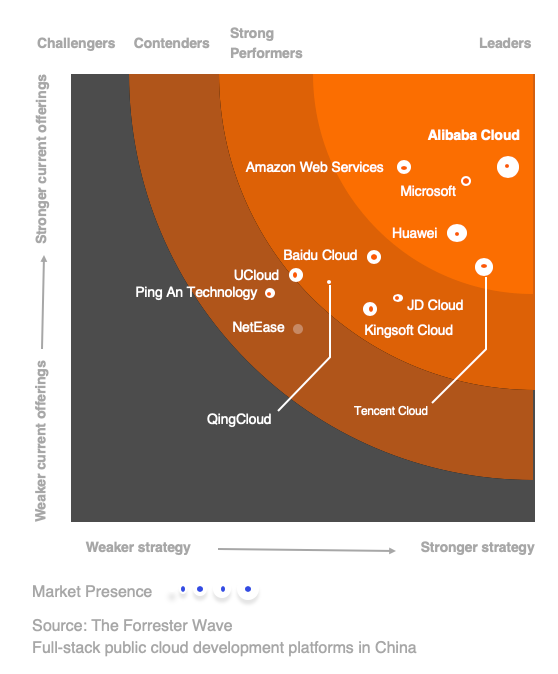 Challengers
Contenders
Strong
Performers
Leaders
Stronger current offerings
Weaker current offerings
Alibaba Cloud
Amazon Web Services
Microsoft
Huawei
Baidu Cloud
UCloud
Ping An Technology
JD Cloud
NetEase
Kingsoft Cloud
Tencent Cloud
QingCloud
Weaker strategy
Stronger strategy
Market Presence
Source: The Forrester Wave
Full-stack public cloud development platforms in China